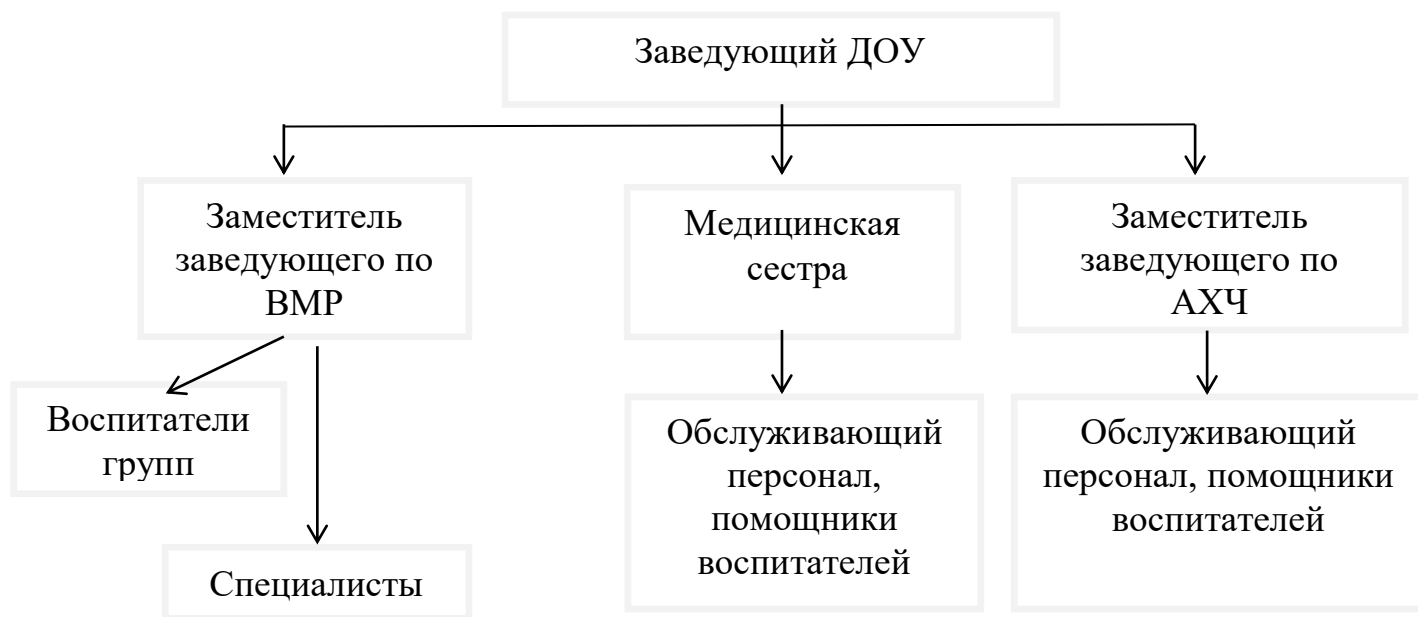 Заведующий ДОУ
Заместитель
заведующего по
ВМР
Медицинская
сестра
Заместитель
заведующего по
АХЧ
Воспитатели
групп
Обслуживающий
персонал,
помощники
воспитателей
Обслуживающий
персонал, помощники
воспитателей
Специалисты